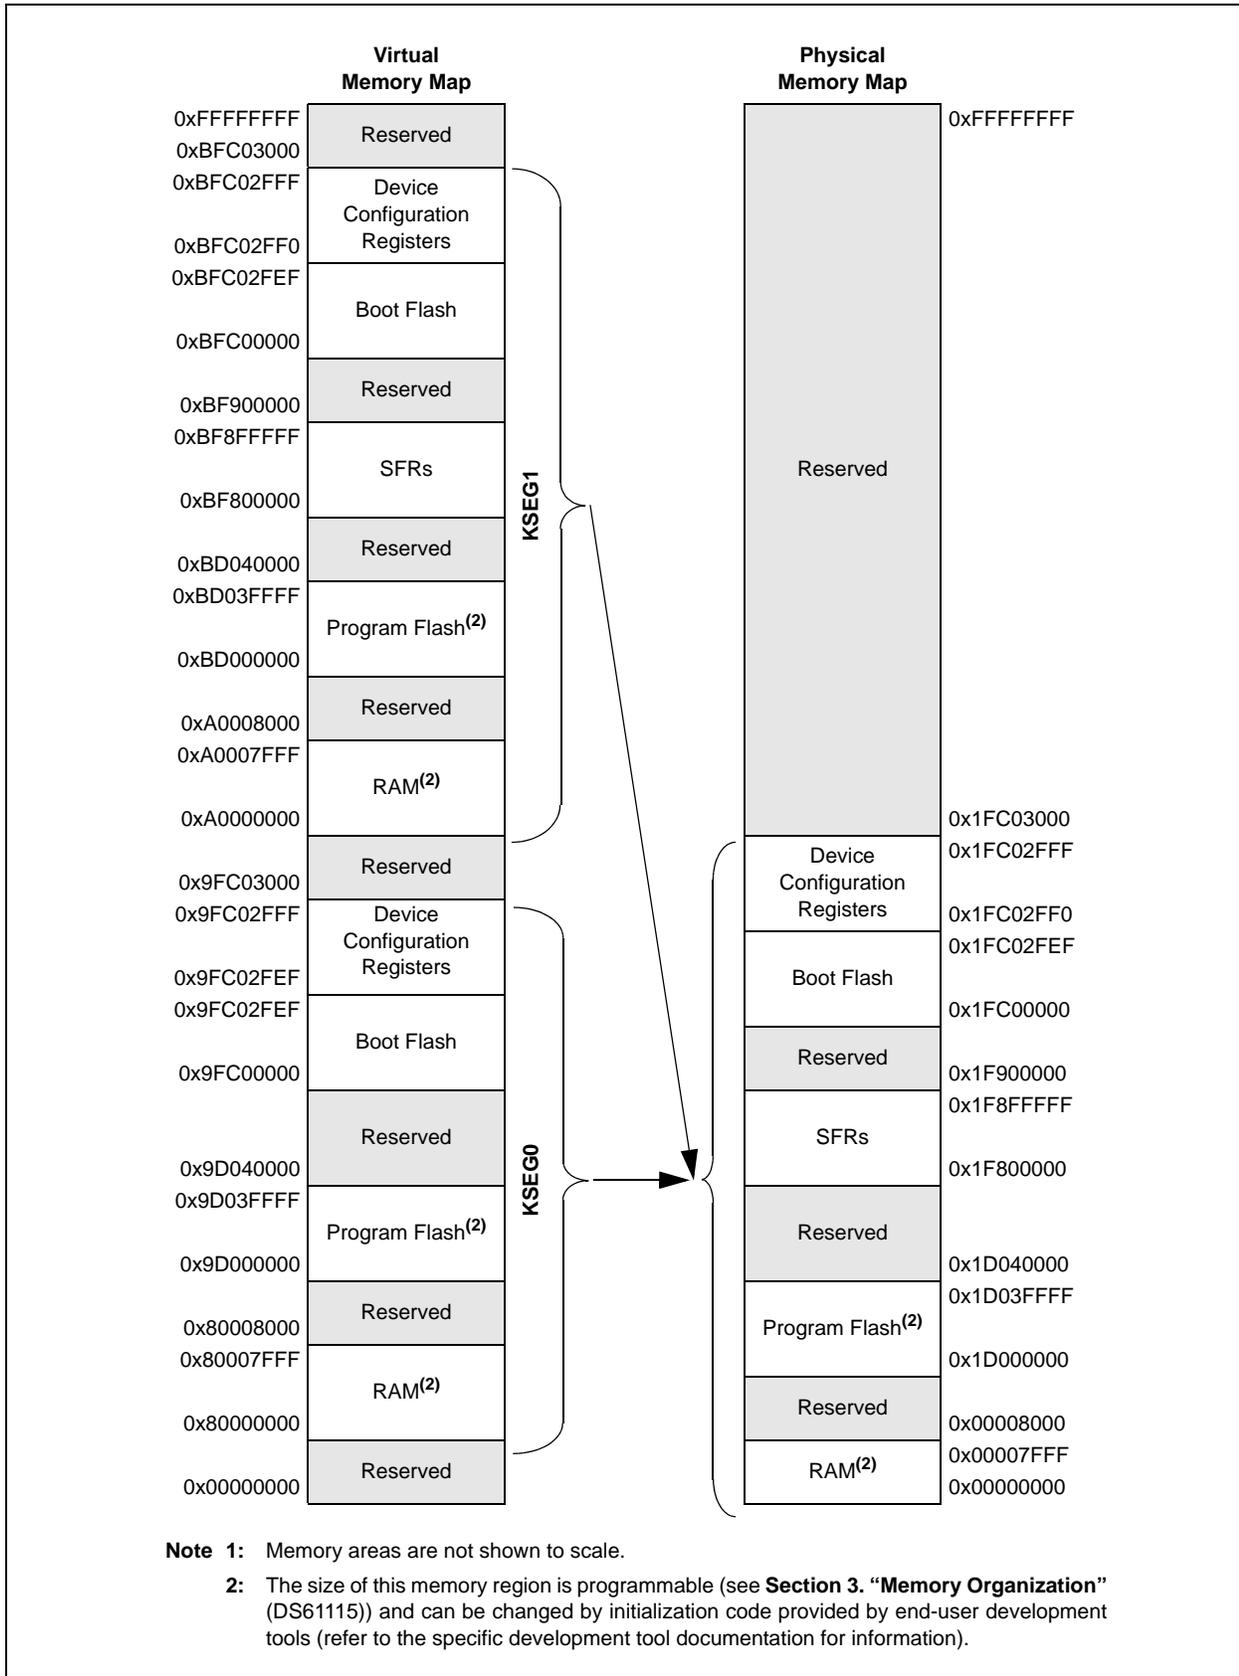 Virtual
Memory Map
0xFFFFFFFF
Reserved
0xBFC03000
0xBFC02FFF
Device
Configuration
Registers
0xBFC02FF0
0xBFC02FEF
Boot Flash
0xBFC00000
Reserved
0xBF900000
0xBF8FFFFF
SFRs
0xBF800000
Reserved
0xBD040000
0xBD03FFFF
Program Flash(2)
0xBD000000
Reserved
0xA0008000
0xA0007FFF
RAM(2)
0xA0000000
Reserved
0x9FC03000
0x9FC02FFF
Device
Configuration
Registers
0x9FC02FEF
0x9FC02FEF
Boot Flash
0x9FC00000
Reserved
0x9D040000
0x9D03FFFF
Program Flash(2)
0x9D000000
Reserved
0x80008000
0x80007FFF
RAM(2)
0x80000000
Reserved
0x00000000
KSEG1
KSEG0
Physical
Memory Map
0xFFFFFFFF
Reserved
0x1FC03000
0x1FC02FFF
Device
Configuration
Registers
0x1FC02FF0
0x1FC02FEF
Boot Flash
0x1FC00000
Reserved
0x1F900000
0x1F8FFFFF
SFRs
0x1F800000
Reserved
0x1D040000
0x1D03FFFF
Program Flash(2)
0x1D000000
Reserved
0x00008000
0x00007FFF
RAM(2)
0x00000000
Note 1: Memory areas are not shown to scale.
2: The size of this memory region is programmable (see Section 3. “Memory Organization”
(DS61115)) and can be changed by initialization code provided by end-user development
tools (refer to the specific development tool documentation for information).